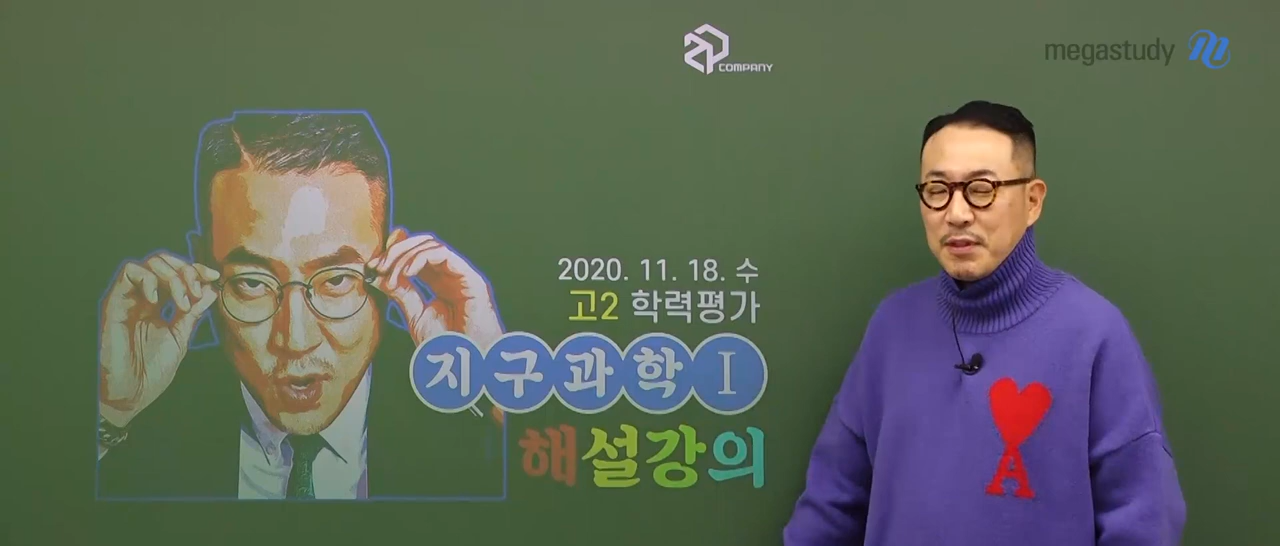 2P COMPANY
megastudy m
2020. 11. 18. 수
고2 학력평가
지구과학 I
해설강의
A